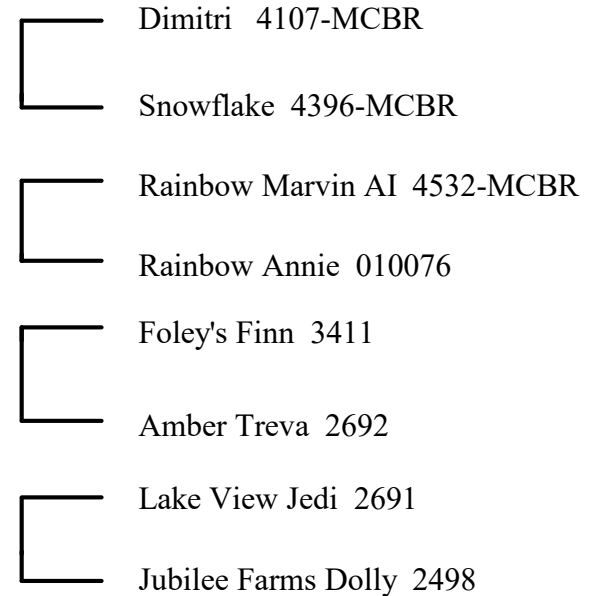 Dimitri 4107-MCBR
Snowflake 4396-MCBR
Rainbow Marvin AI 4532-MCBR
Rainbow Annie 010076
Foley's Finn 3411
Amber Treva 2692
Lake View Jedi 2691
Jubilee Farms Dolly 2498